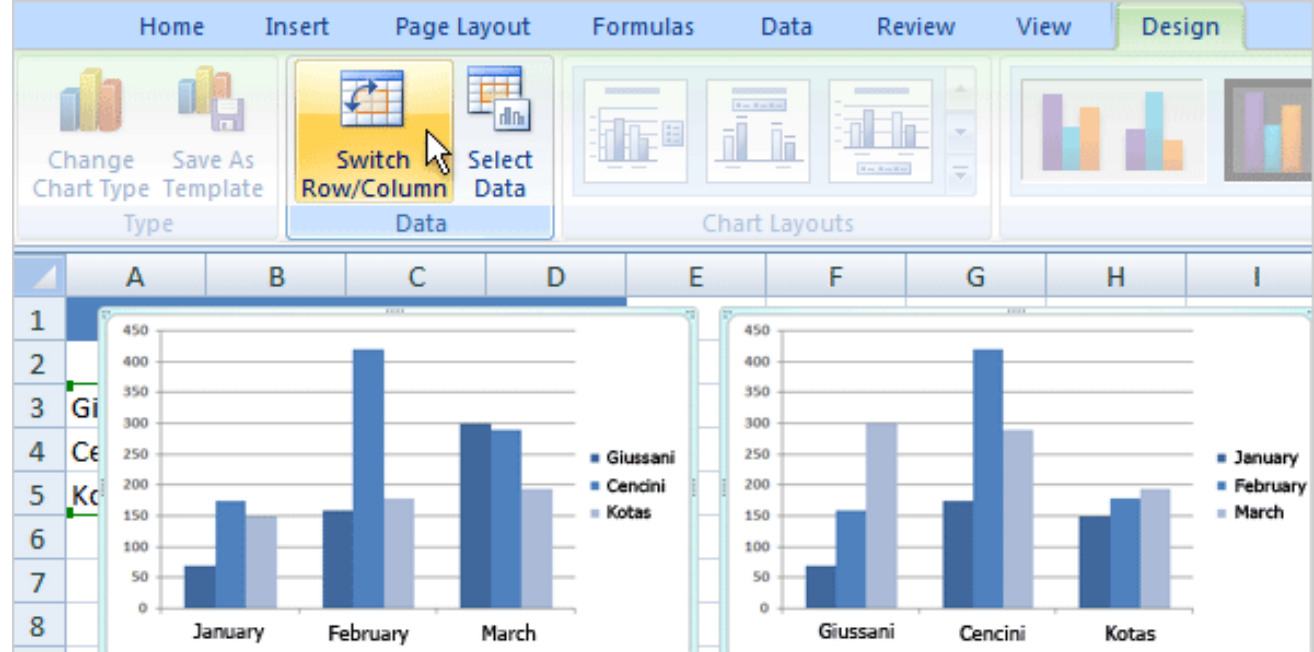 Home Insert Page Layout Formulas Data Review View Design
Change Chart Type
Save As Template
Switch Row/Column
Select Data
Type
Data
Chart Layouts
A B C D E F G H I
1
2
3 Gi
4 Ce
5 Ko
6
7
8
450
400
350
300
250
200
150
100
50
0
January February March
Giussani
Cencini
Kotas
450
400
350
300
250
200
150
100
50
0
Giussani Cencini Kotas
January
February
March